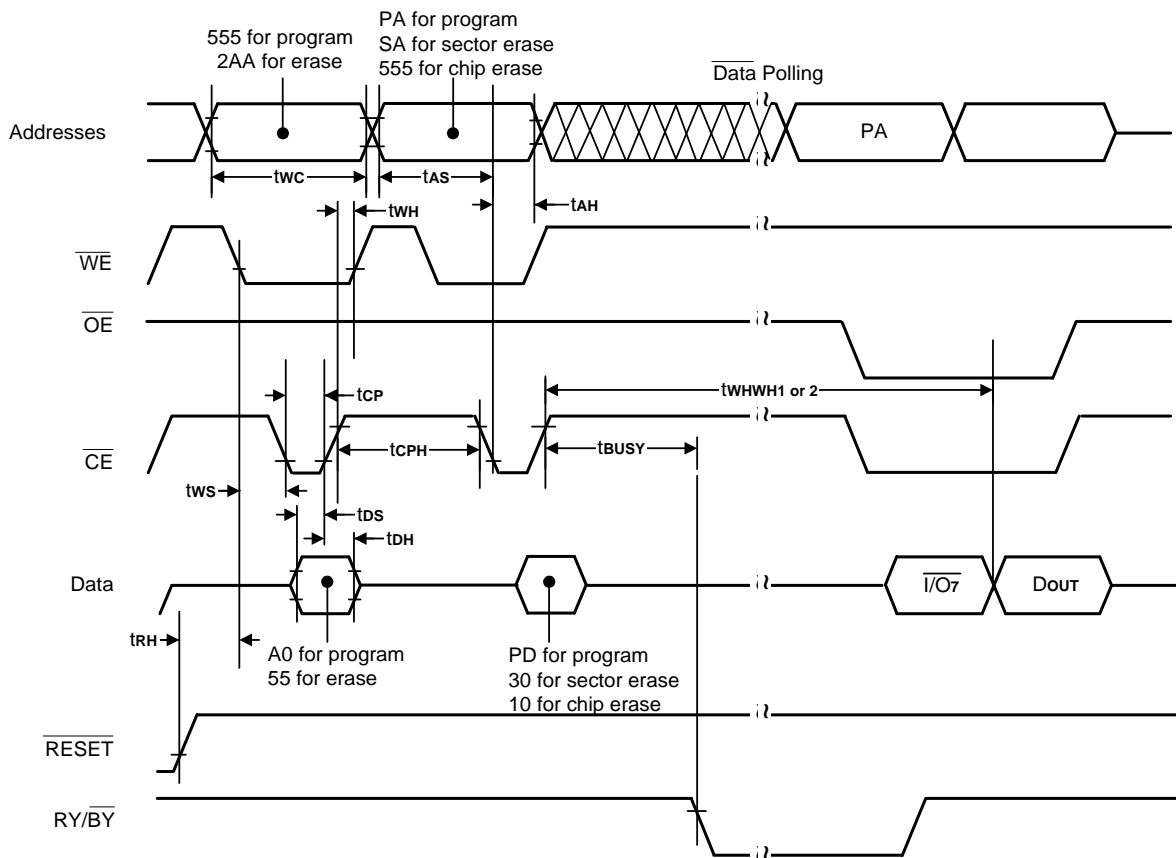 555 for program
2AA for erase
PA for program
SA for sector erase
555 for chip erase
Data Polling
Addresses
PA
tWC
tAS
tAH
tWH
WE
OE
tWHWH1 or 2
tCP
CE
tCPH
tBUSY
tWS
tDS
tDH
Data
I/O7
DOUT
tRH
A0 for program
55 for erase
PD for program
30 for sector erase
10 for chip erase
RESET
RY/BY